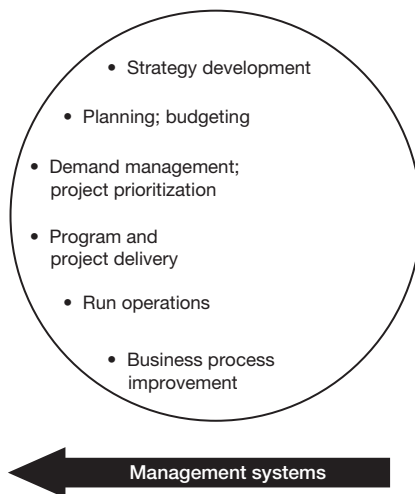 • Strategy development
• Planning; budgeting
• Demand management;
project prioritization
• Program and
project delivery
• Run operations
• Business process
improvement
Management systems